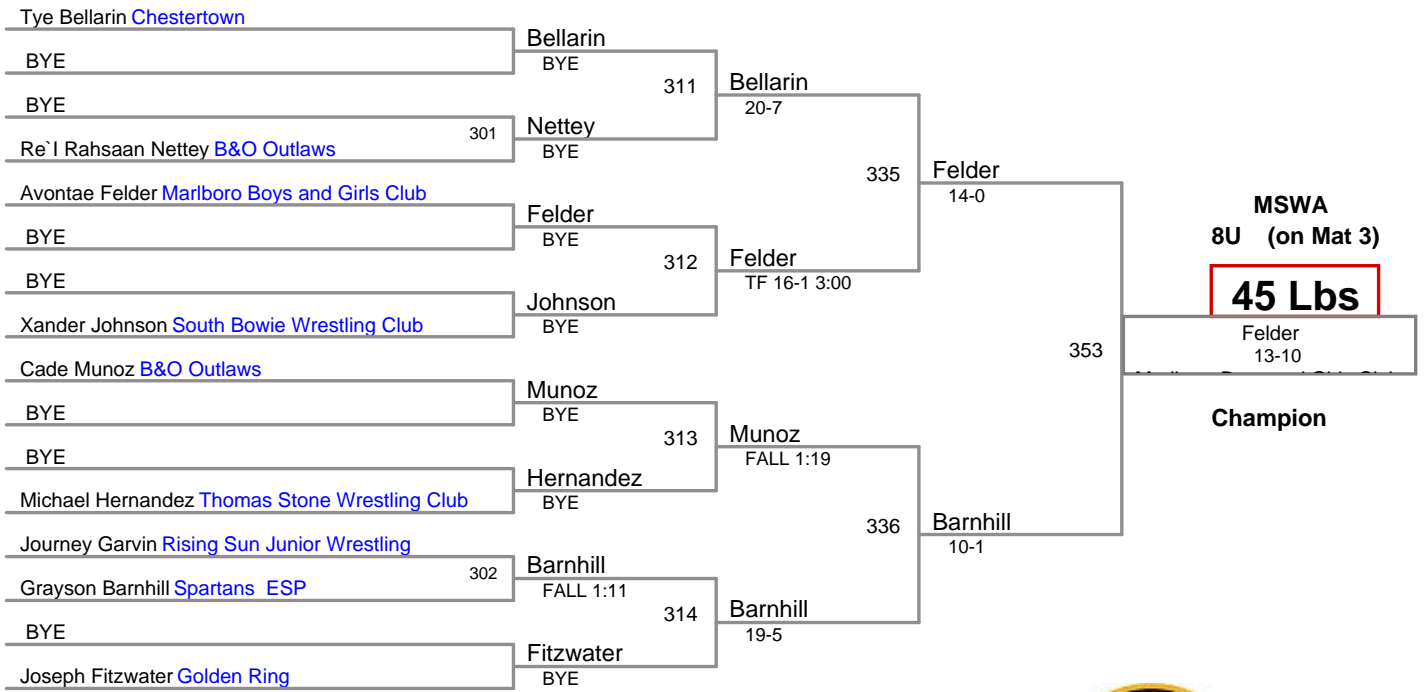 Tye Bellarin Chestertown
BYE
BYE
Re`l Rahsaan Nettey B&O Outlaws
Avontae Felder Marlboro Boys and Girls Club
BYE
BYE
Xander Johnson South Bowie Wrestling Club
Cade Munoz B&O Outlaws
BYE
BYE
Michael Hernandez Thomas Stone Wrestling Club
Journey Garvin Rising Sun Junior Wrestling
Grayson Barnhill Spartans ESP
BYE
Joseph Fitzwater Golden Ring
301
302
Bellarin
BYE
Nettey
BYE
Felder
BYE
Johnson
BYE
Munoz
BYE
Hernandez
BYE
Barnhill
FALL 1:11
Fitzwater
BYE
311
312
313
314
Bellarin
20-7
Felder
TF 16-1 3:00
Munoz
FALL 1:19
Barnhill
19-5
335
336
Felder
14-0
Barnhill
10-1
353
MSWA
8U (on Mat 3)
45 Lbs
Felder
13-10
Champion